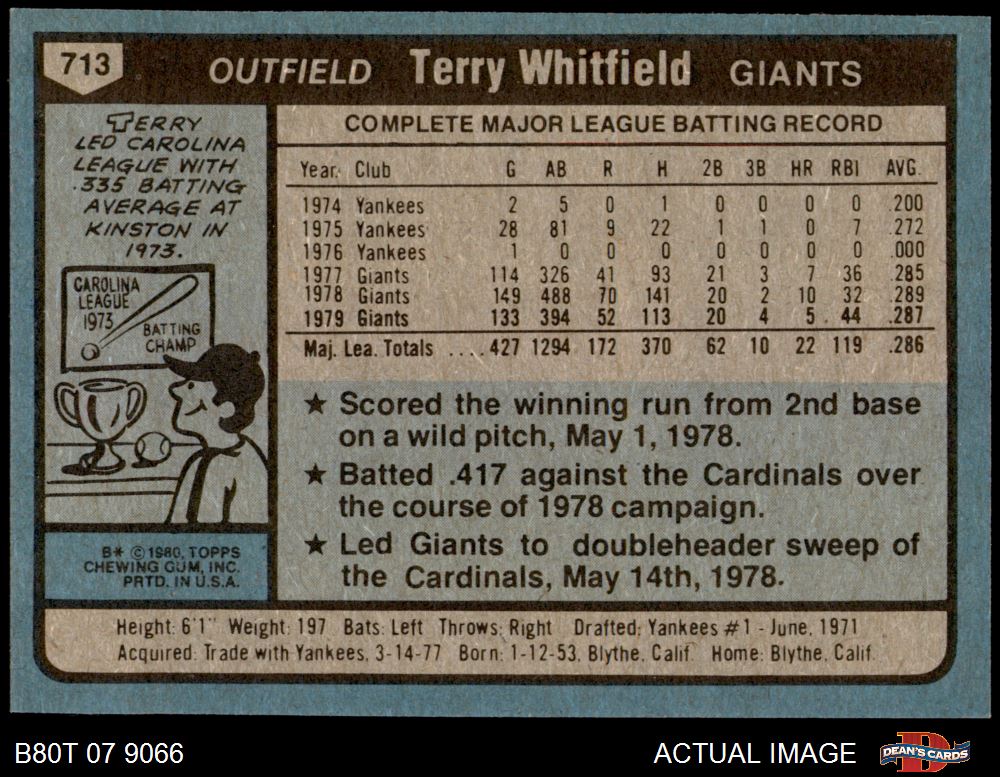 713
OUTFIELD Terry Whitfield GIANTS
TERRY
LED CAROLINA
LEAGUE WITH
.335 BATTING
AVERAGE AT
KINSTON IN
1973.
CAROLINA
LEAGUE
1973
BATTING
CHAMP
B* © 1980, TOPPS
CHEWING GUM, INC.
PRTD. IN U.S.A.
COMPLETE MAJOR LEAGUE BATTING RECORD
Year Club G AB R H 2B 3B HR RBI AVG.
1974 Yankees 2 5 0 1 0 0 0 0 .200
1975 Yankees 28 81 9 22 1 1 0 7 .272
1976 Yankees 1 0 0 0 0 0 0 0 .000
1977 Giants 114 326 41 93 21 3 7 36 .285
1978 Giants 149 488 70 141 20 2 10 32 .289
1979 Giants 133 394 52 113 20 4 5 44 .287
Maj. Lea. Totals ....427 1294 172 370 62 10 22 119 .286
★ Scored the winning run from 2nd base
on a wild pitch, May 1, 1978.
★ Batted .417 against the Cardinals over
the course of 1978 campaign.
★ Led Giants to doubleheader sweep of
the Cardinals, May 14th, 1978.
Height: 6'1" Weight: 197 Bats: Left Throws: Right Drafted: Yankees #1 - June, 1971
Acquired: Trade with Yankees, 3-14-77 Born: 1-12-53, Blythe, Calif. Home: Blythe, Calif.
B80T 07 9066
ACTUAL IMAGE
DEAN'S CARDS